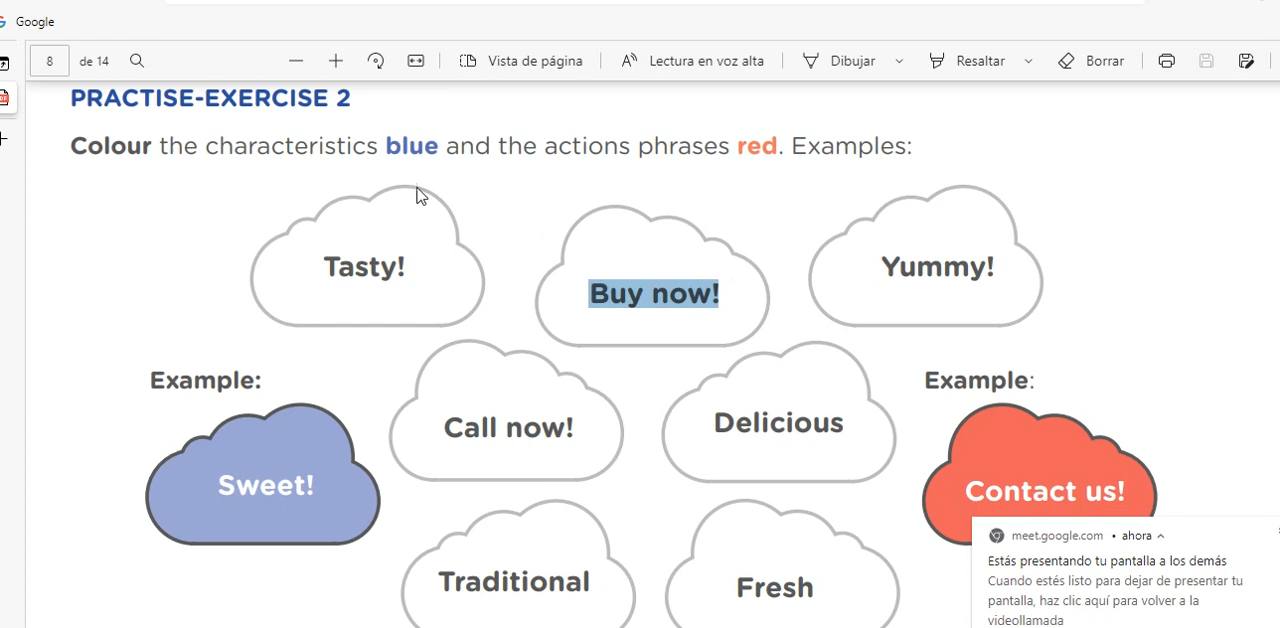 Google
8 de 14 Vista de página Lectura en voz alta Dibujar Resaltar Borrar
PRACTISE-EXERCISE 2
Colour the characteristics blue and the actions phrases red. Examples:
Tasty!
Buy now!
Yummy!
Example:
Example:
Call now!
Delicious
Sweet!
Contact us!
Traditional
Fresh
meet.google.com • ahora
Estás presentando tu pantalla a los demás
Cuando estés listo para dejar de presentar tu
pantalla, haz clic aquí para volver a la
videollamada